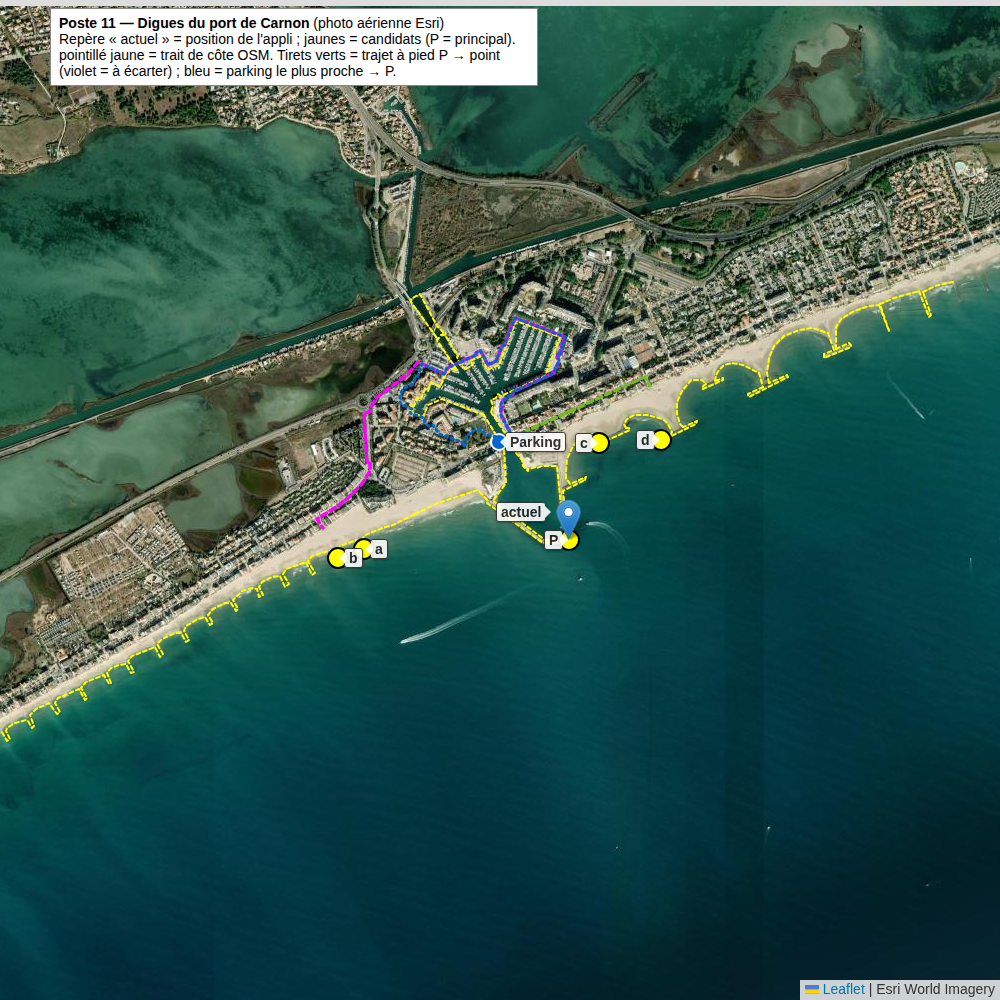 Poste 11 — Digues du port de Carnon (photo aérienne Esri)
Repère « actuel » = position de l'appli ; jaunes = candidats (P = principal).
pointillé jaune = trait de côte OSM. Tirets verts = trajet à pied P → point
(violet = à écarter) ; bleu = parking le plus proche → P.
Parking
c
d
actuel
P
a
b
Leaflet | Esri World Imagery